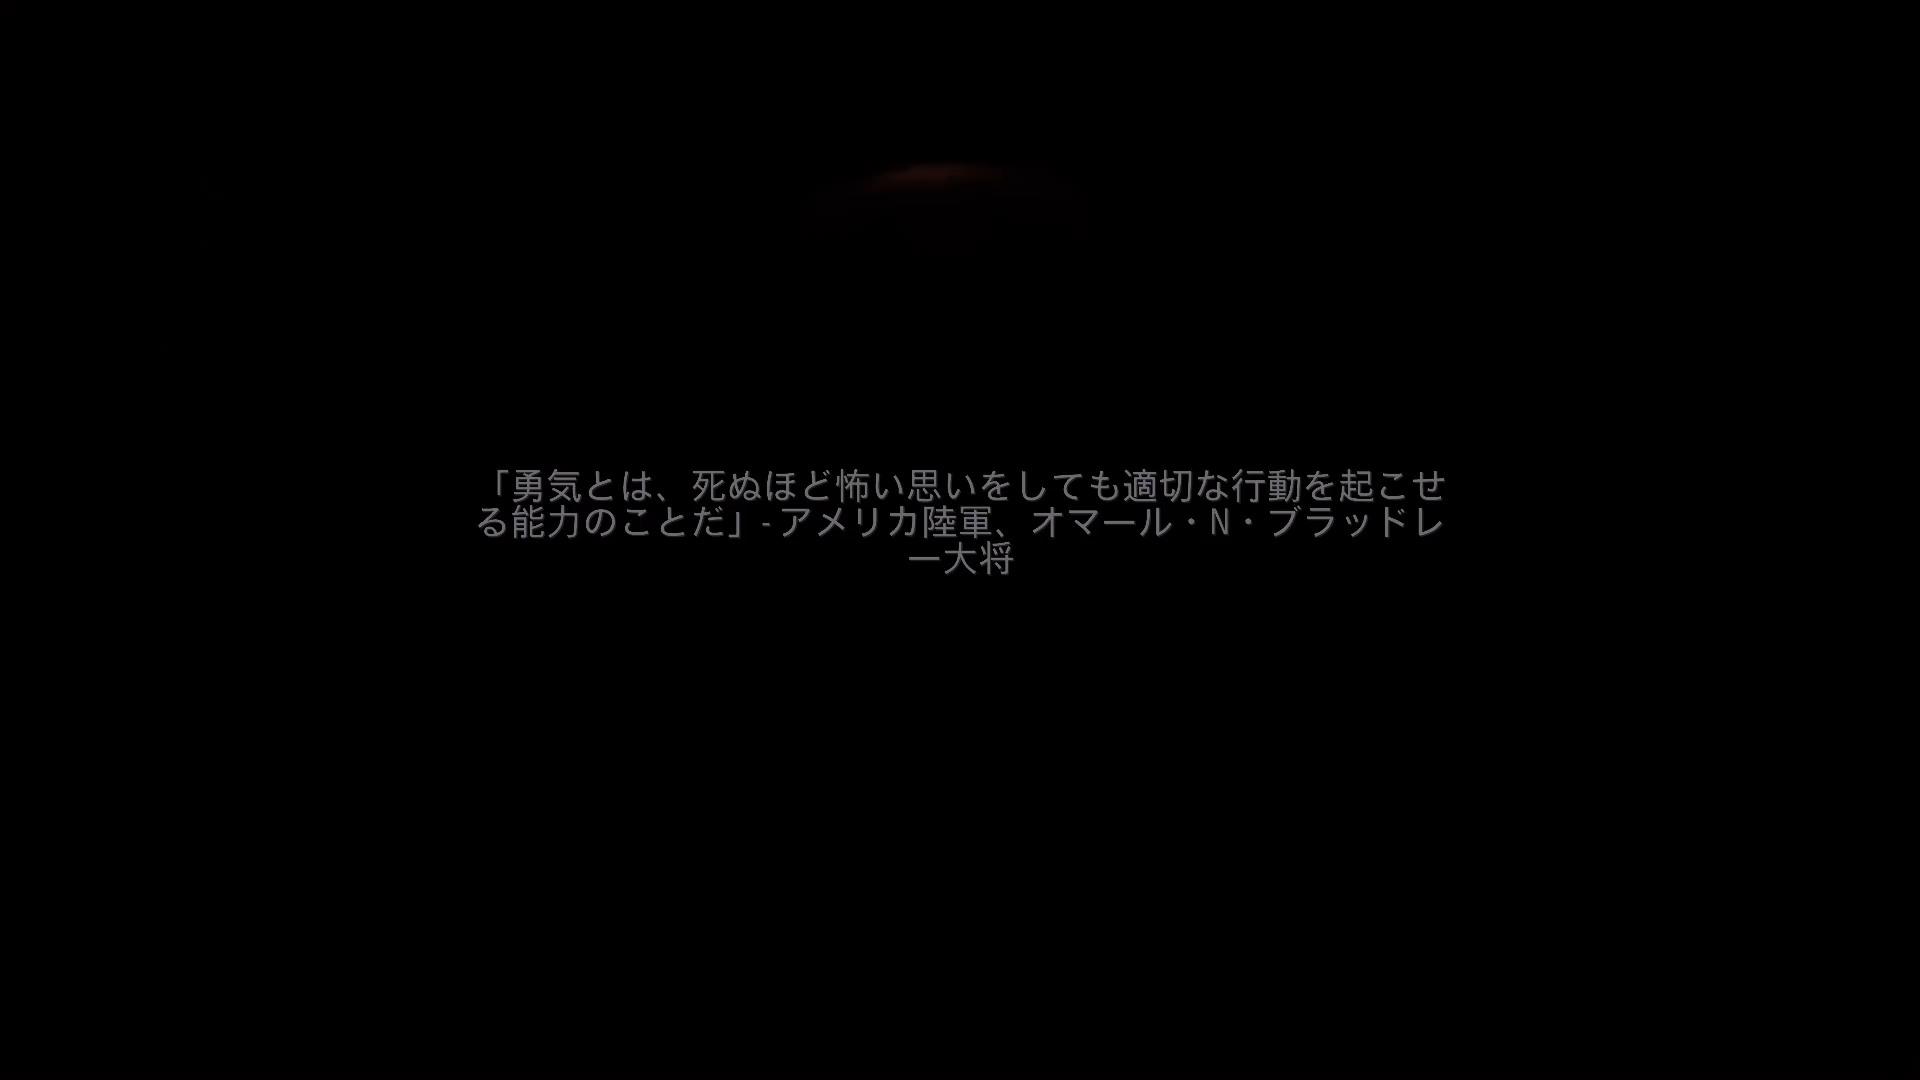 「勇気とは、死ぬほど怖い思いをしても適切な行動を起こせ
る能力のことだ」- アメリカ陸軍、オマール・N・ブラッドレ
ー大将